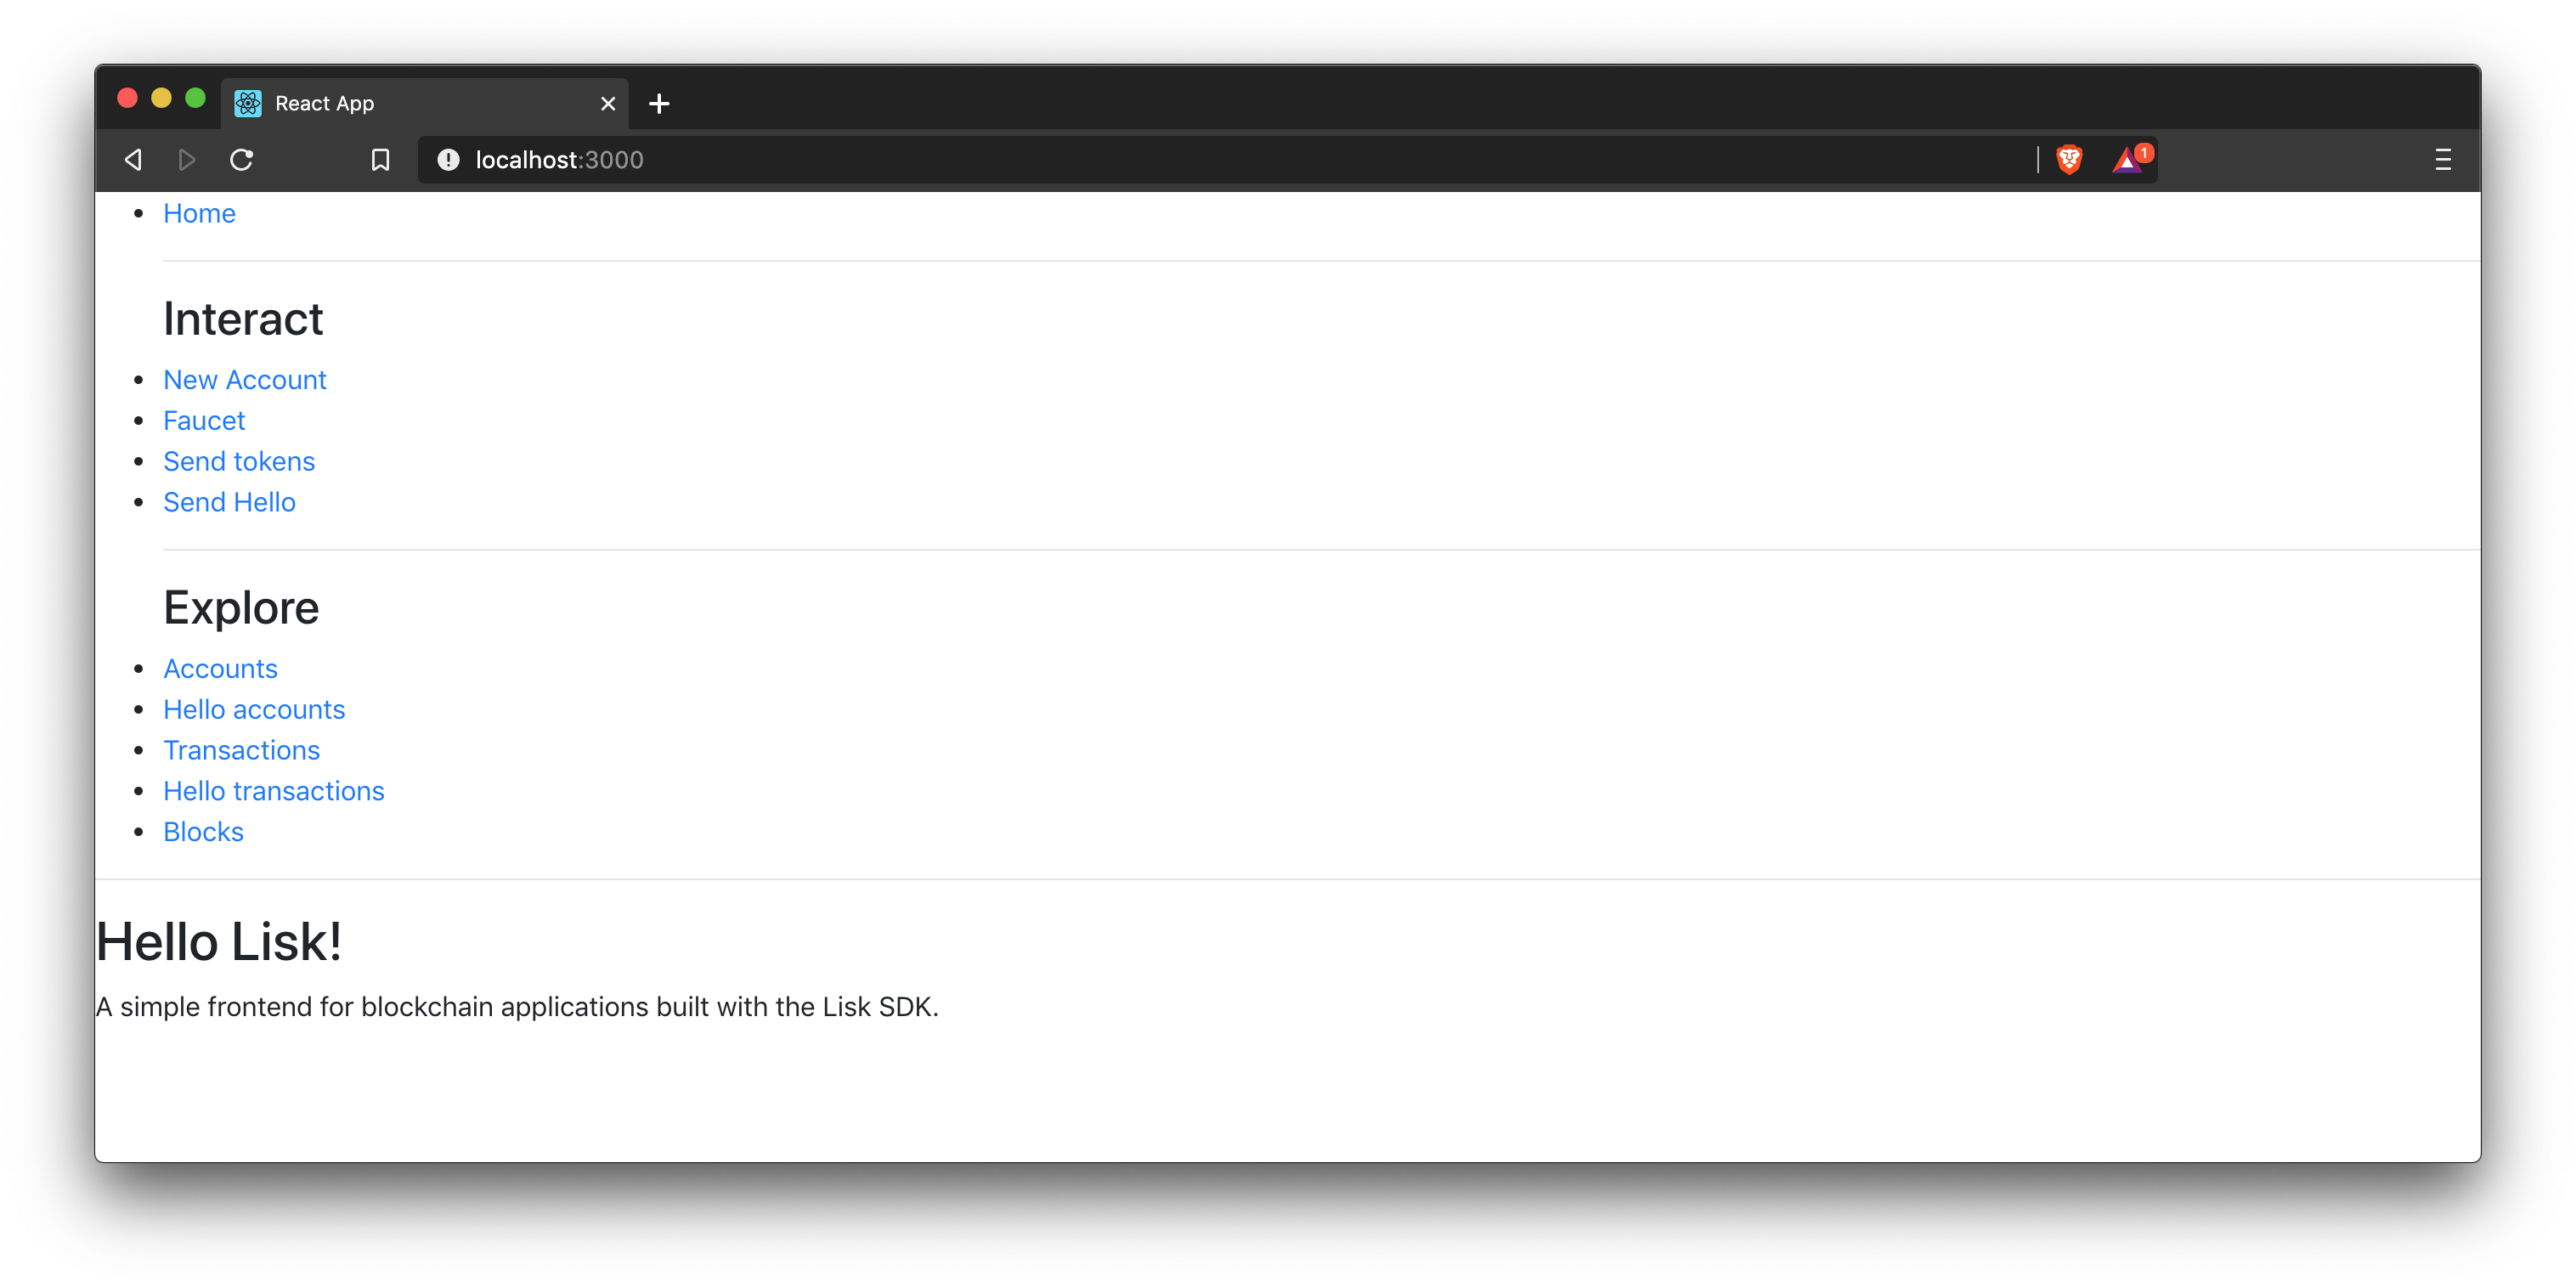 React App
localhost:3000
1
Home
Interact
New Account
Faucet
Send tokens
Send Hello
Explore
Accounts
Hello accounts
Transactions
Hello transactions
Blocks
Hello Lisk!
A simple frontend for blockchain applications built with the Lisk SDK.